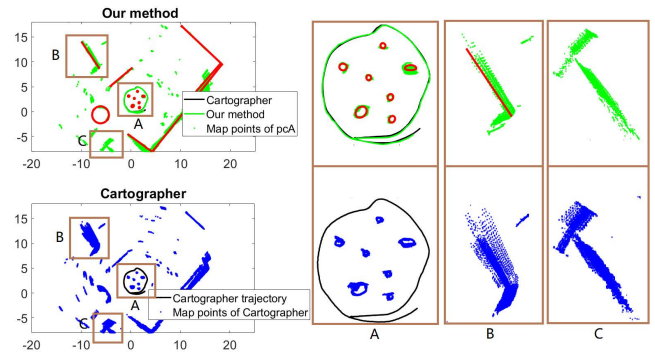 Our method
15
10
5
0
-5
-20
-10
0
10
20
B
A
C
Cartographer
Our method
Map points of pcA
Cartographer
15
10
5
0
-5
-20
-10
0
10
20
B
A
C
Cartographer trajectory
Map points of Cartographer
A
B
C